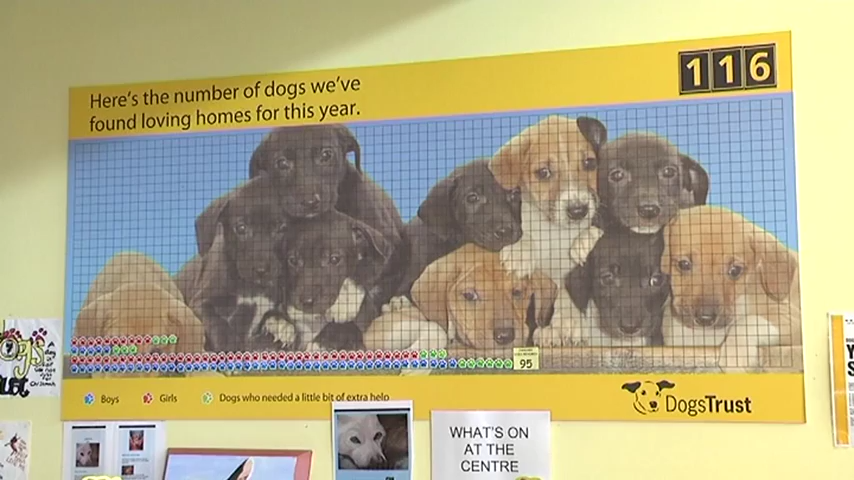 Here's the number of dogs we've
found loving homes for this year.
116
95
Boys
Girls
Dogs who needed a little bit of extra help
DogsTrust
WHAT'S ON
AT THE
CENTRE